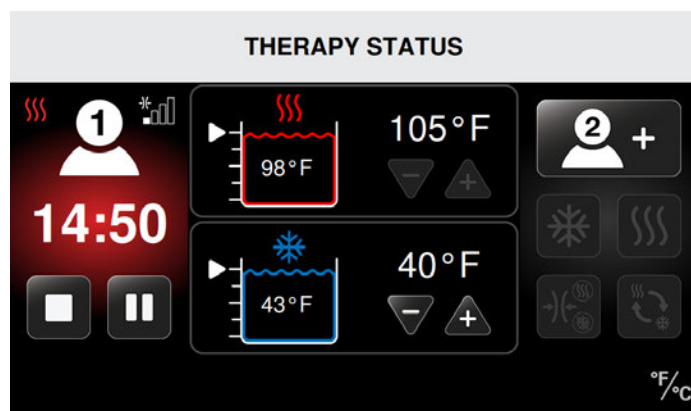 THERAPY STATUS
1
14:50
98°F
105°F
43°F
40°F
2 +
°F/°C